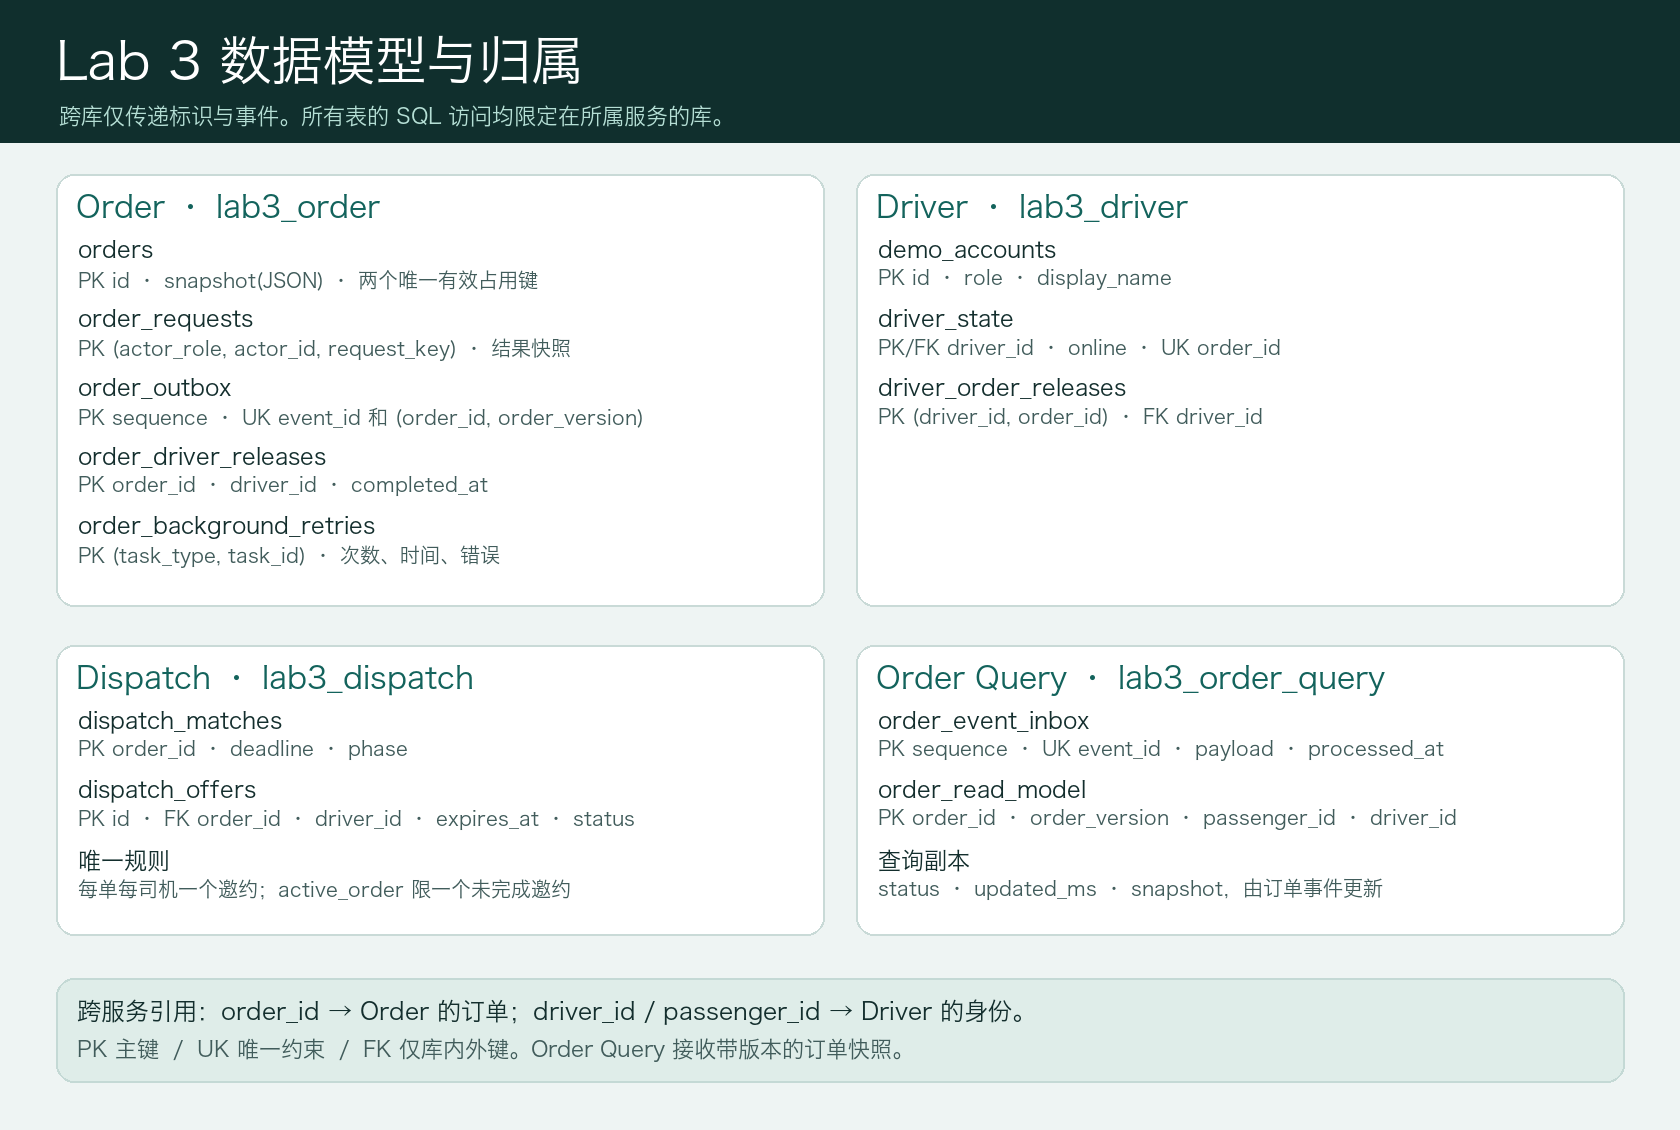 Lab 3 数据模型与归属
跨库仅传递标识与事件。所有表的 SQL 访问均限定在所属服务的库。
Order · lab3_order
orders
PK id · snapshot(JSON) · 两个唯一有效占用键
order_requests
PK (actor_role, actor_id, request_key) · 结果快照
order_outbox
PK sequence · UK event_id 和 (order_id, order_version)
order_driver_releases
PK order_id · driver_id · completed_at
order_background_retries
PK (task_type, task_id) · 次数、时间、错误
Driver · lab3_driver
demo_accounts
PK id · role · display_name
driver_state
PK/FK driver_id · online · UK order_id
driver_order_releases
PK (driver_id, order_id) · FK driver_id
Dispatch · lab3_dispatch
dispatch_matches
PK order_id · deadline · phase
dispatch_offers
PK id · FK order_id · driver_id · expires_at · status
唯一规则
每单每司机一个邀约；active_order 限一个未完成邀约
Order Query · lab3_order_query
order_event_inbox
PK sequence · UK event_id · payload · processed_at
order_read_model
PK order_id · order_version · passenger_id · driver_id
查询副本
status · updated_ms · snapshot，由订单事件更新
跨服务引用：order_id → Order 的订单；driver_id / passenger_id → Driver 的身份。
PK 主键 / UK 唯一约束 / FK 仅库内外键。Order Query 接收带版本的订单快照。